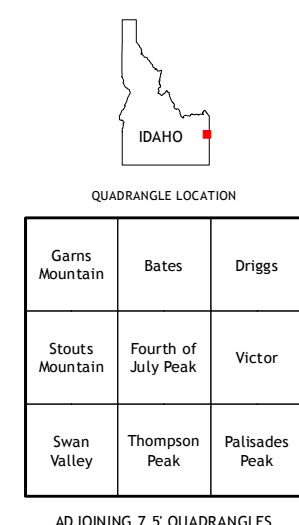 IDAHO
QUADRANGLE LOCATION
Garns
Mountain
Bates
Driggs
Stouts
Mountain
Fourth of
July Peak
Victor
Swan
Valley
Thompson
Peak
Palisades
Peak
ADJOINING 7.5' QUADRANGLES